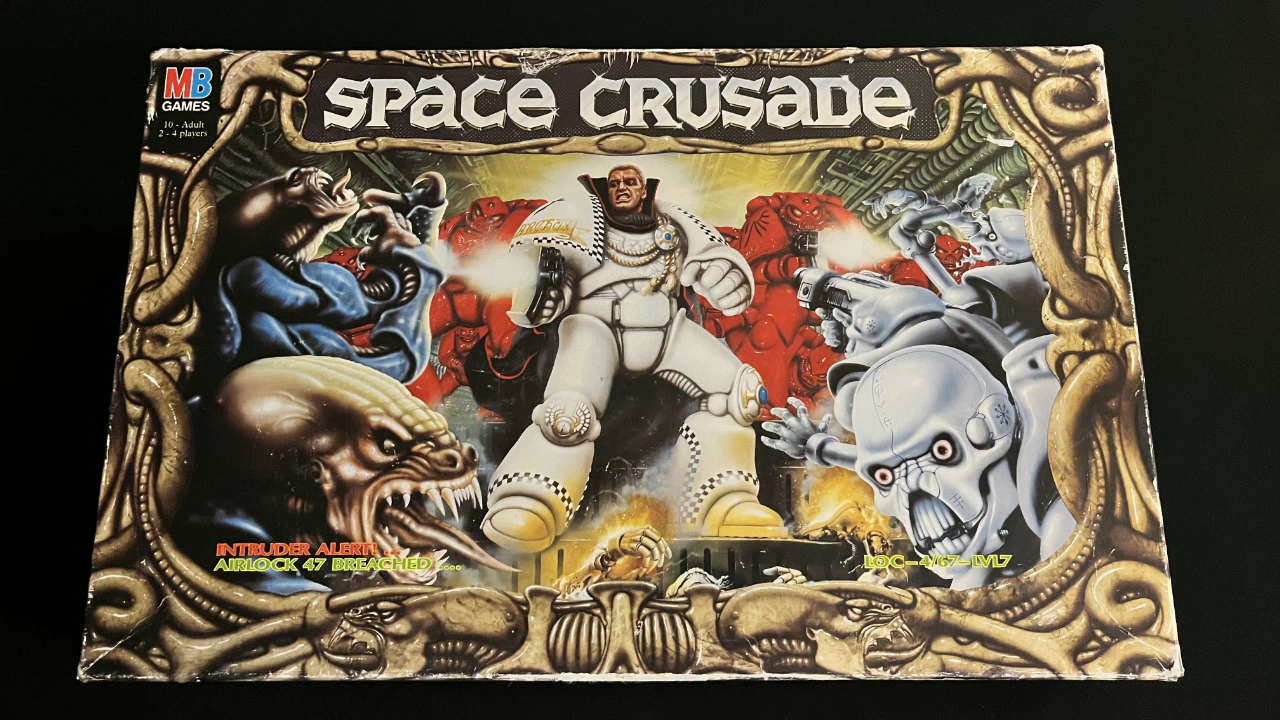 MB
GAMES
10 - Adult
2 - 4 players
SPACE CRUSADE
INTRUDER ALERT! ...
AIRLOCK 47 BREACHED ....
LOC-4/67-LVL7